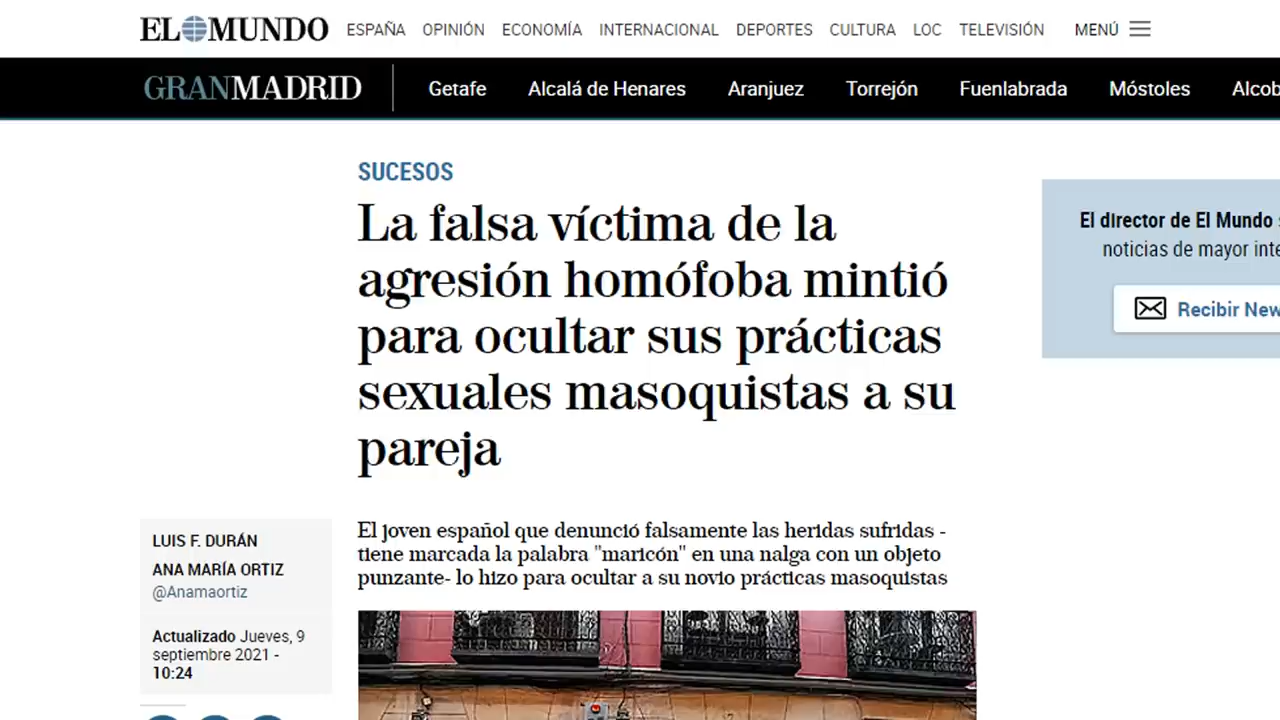 EL MUNDO
ESPAÑA OPINIÓN ECONOMÍA INTERNACIONAL DEPORTES CULTURA LOC TELEVISIÓN MENÚ
GRANMADRID
Getafe Alcalá de Henares Aranjuez Torrejón Fuenlabrada Móstoles Alcob
SUCESOS
La falsa víctima de la
agresión homófoba mintió
para ocultar sus prácticas
sexuales masoquistas a su
pareja
El director de El Mundo
noticias de mayor inte
Recibir New
LUIS F. DURÁN
ANA MARÍA ORTIZ
@Anamaortiz
Actualizado Jueves, 9
septiembre 2021 -
10:24
El joven español que denunció falsamente las heridas sufridas -
tiene marcada la palabra "maricón" en una nalga con un objeto
punzante- lo hizo para ocultar a su novio prácticas masoquistas